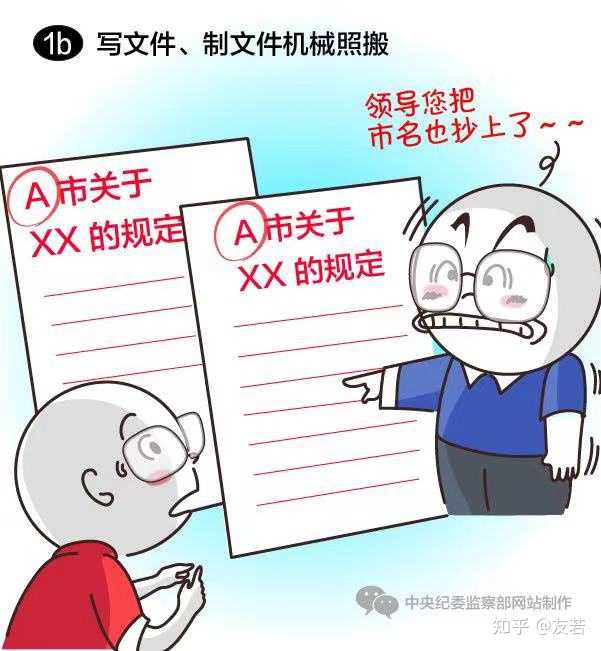 1b 写文件、制文件机械照搬
领导您把
市名也抄上了～～
A市关于
XX 的规定
A市关于
XX 的规定
中央纪委监察部网站制作
知乎 @友若